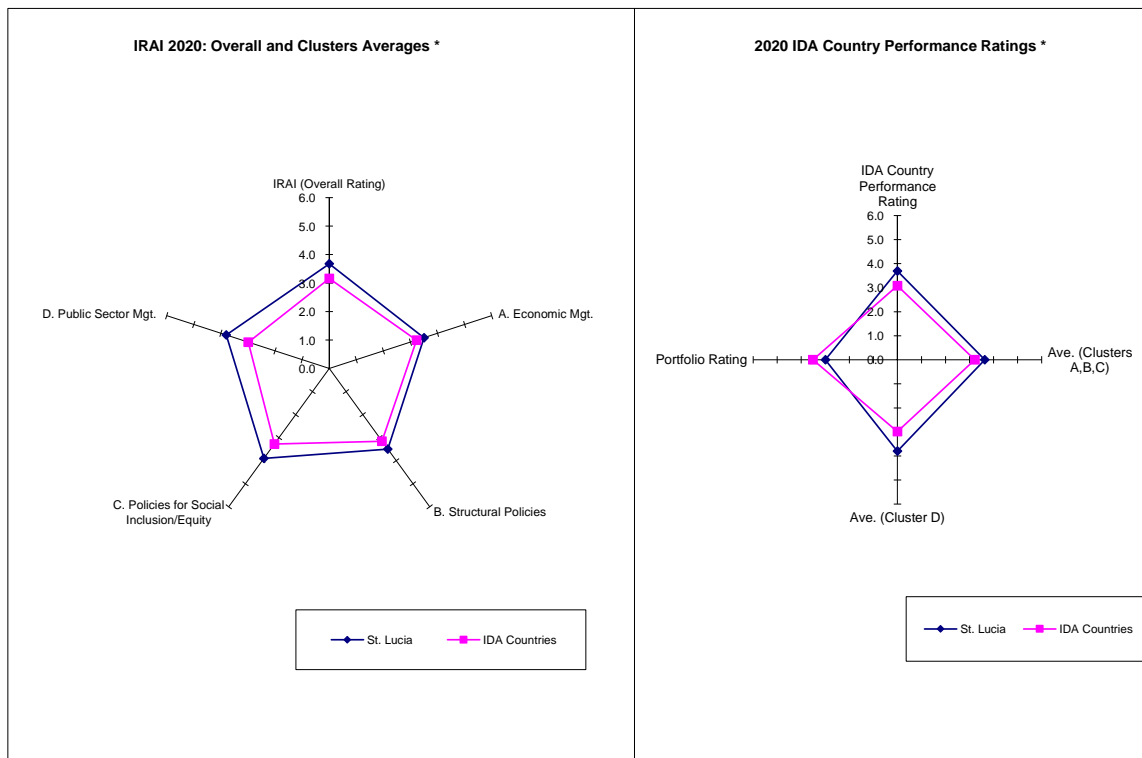 IRAI 2020: Overall and Clusters Averages *
IRAI (Overall Rating)
6.0
5.0
4.0
3.0
2.0
1.0
0.0
A. Economic Mgt.
B. Structural Policies
C. Policies for Social
Inclusion/Equity
D. Public Sector Mgt.
St. Lucia
IDA Countries
2020 IDA Country Performance Ratings *
IDA Country
Performance
Rating
6.0
5.0
4.0
3.0
2.0
1.0
0.0
Ave. (Clusters
A,B,C)
Ave. (Cluster D)
Portfolio Rating
St. Lucia
IDA Countries